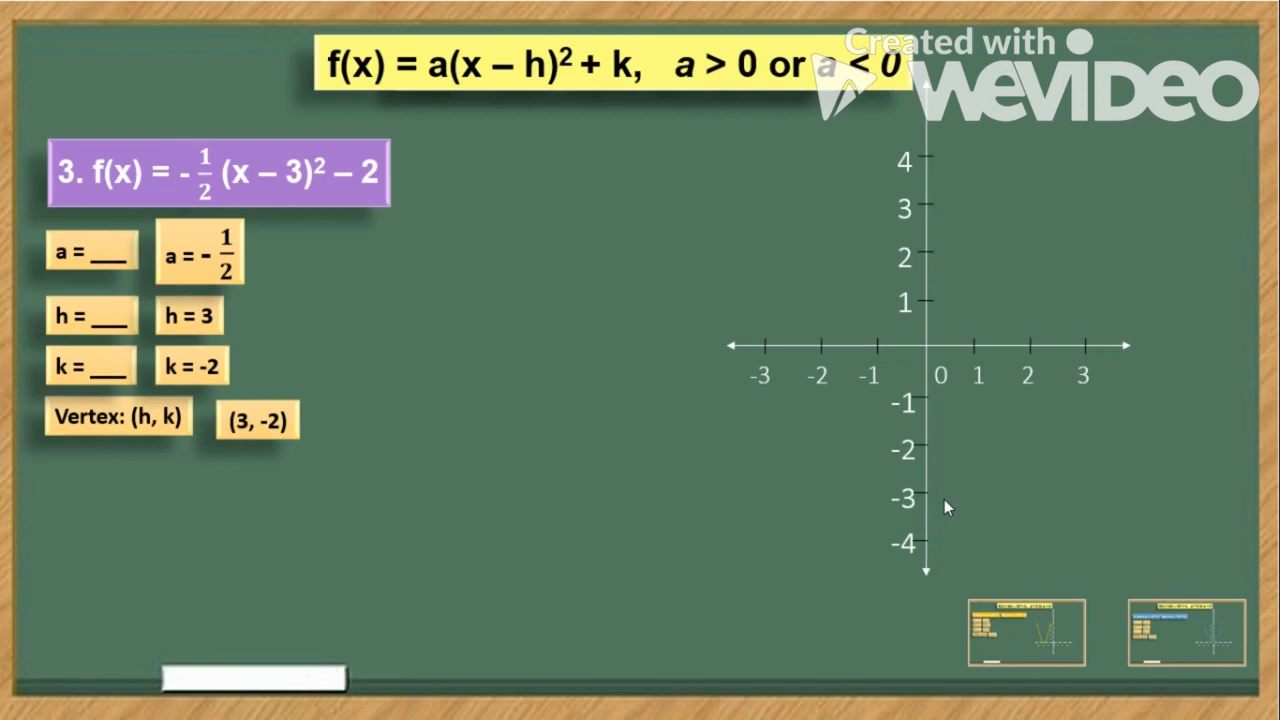 Created with
WEVIDEO
f(x) = a(x – h)² + k, a > 0 or a < 0
3. f(x) = - 1/2 (x – 3)² – 2
a = ___
a = - 1/2
h = ___
h = 3
k = ___
k = -2
Vertex: (h, k)
(3, -2)
4
3
2
1
-3 -2 -1 0 1 2 3
-1
-2
-3
-4